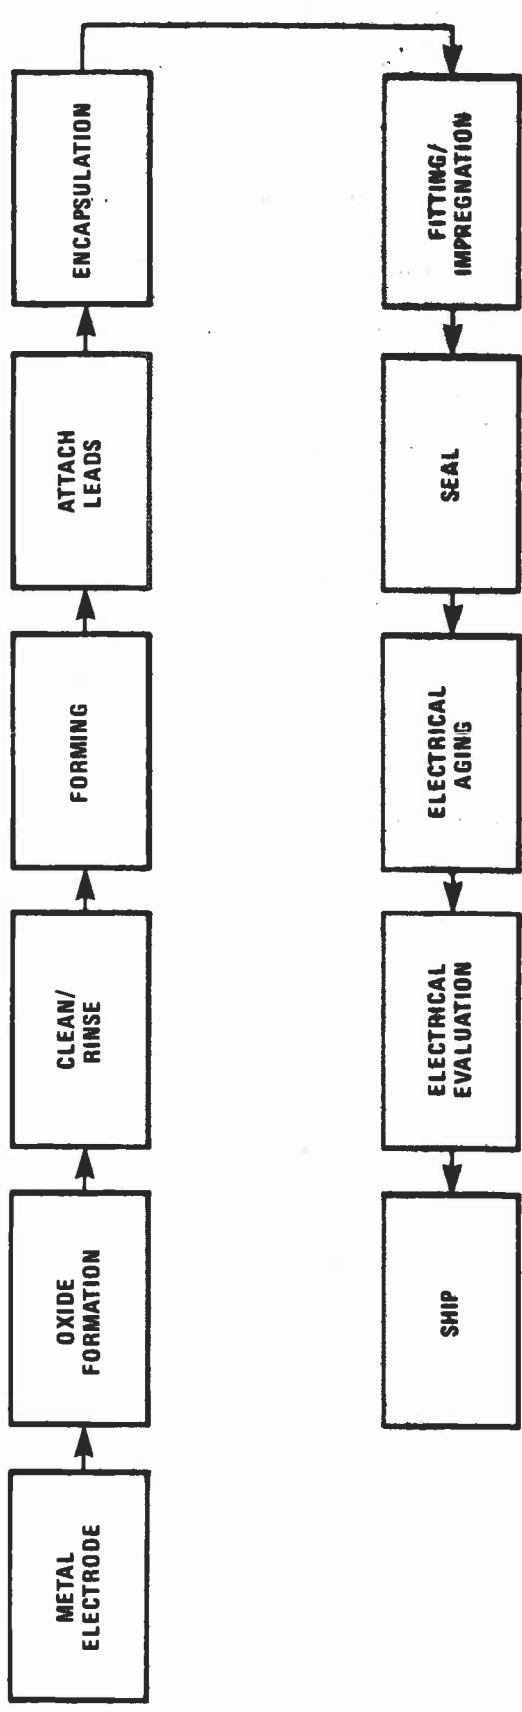 METAL
ELECTRODE
OXIDE
FORMATION
CLEAN/
RINSE
FORMING
ATTACH
LEADS
ENCAPSULATION
FITTING/
IMPREGNATION
SEAL
ELECTRICAL
AGING
ELECTRICAL
EVALUATION
SHIP